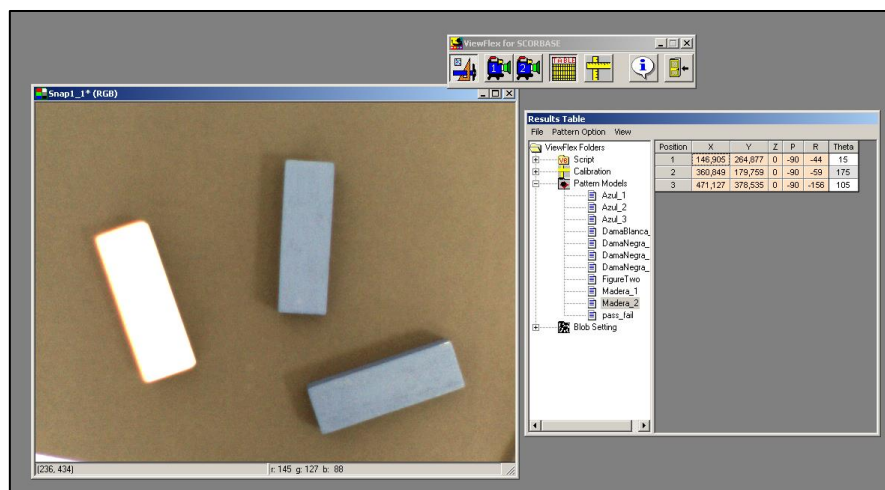 ViewFlex for SCORBASE
1 2 TABLE
Snap1_1* (RGB)
(236, 434) r: 145 g: 127 b: 88
Results Table
File Pattern Option View
ViewFlex Folders
Script
Calibration
Pattern Models
Azul_1
Azul_2
Azul_3
DamaBlanca_
DamaNegra_
DamaNegra_
DamaNegra_
FigureTwo
Madera_1
Madera_2
pass_fail
Blob Setting
Position X Y Z P R Theta
1 146,905 264,877 0 -90 -44 15
2 360,849 179,759 0 -90 -59 175
3 471,127 378,535 0 -90 -156 105